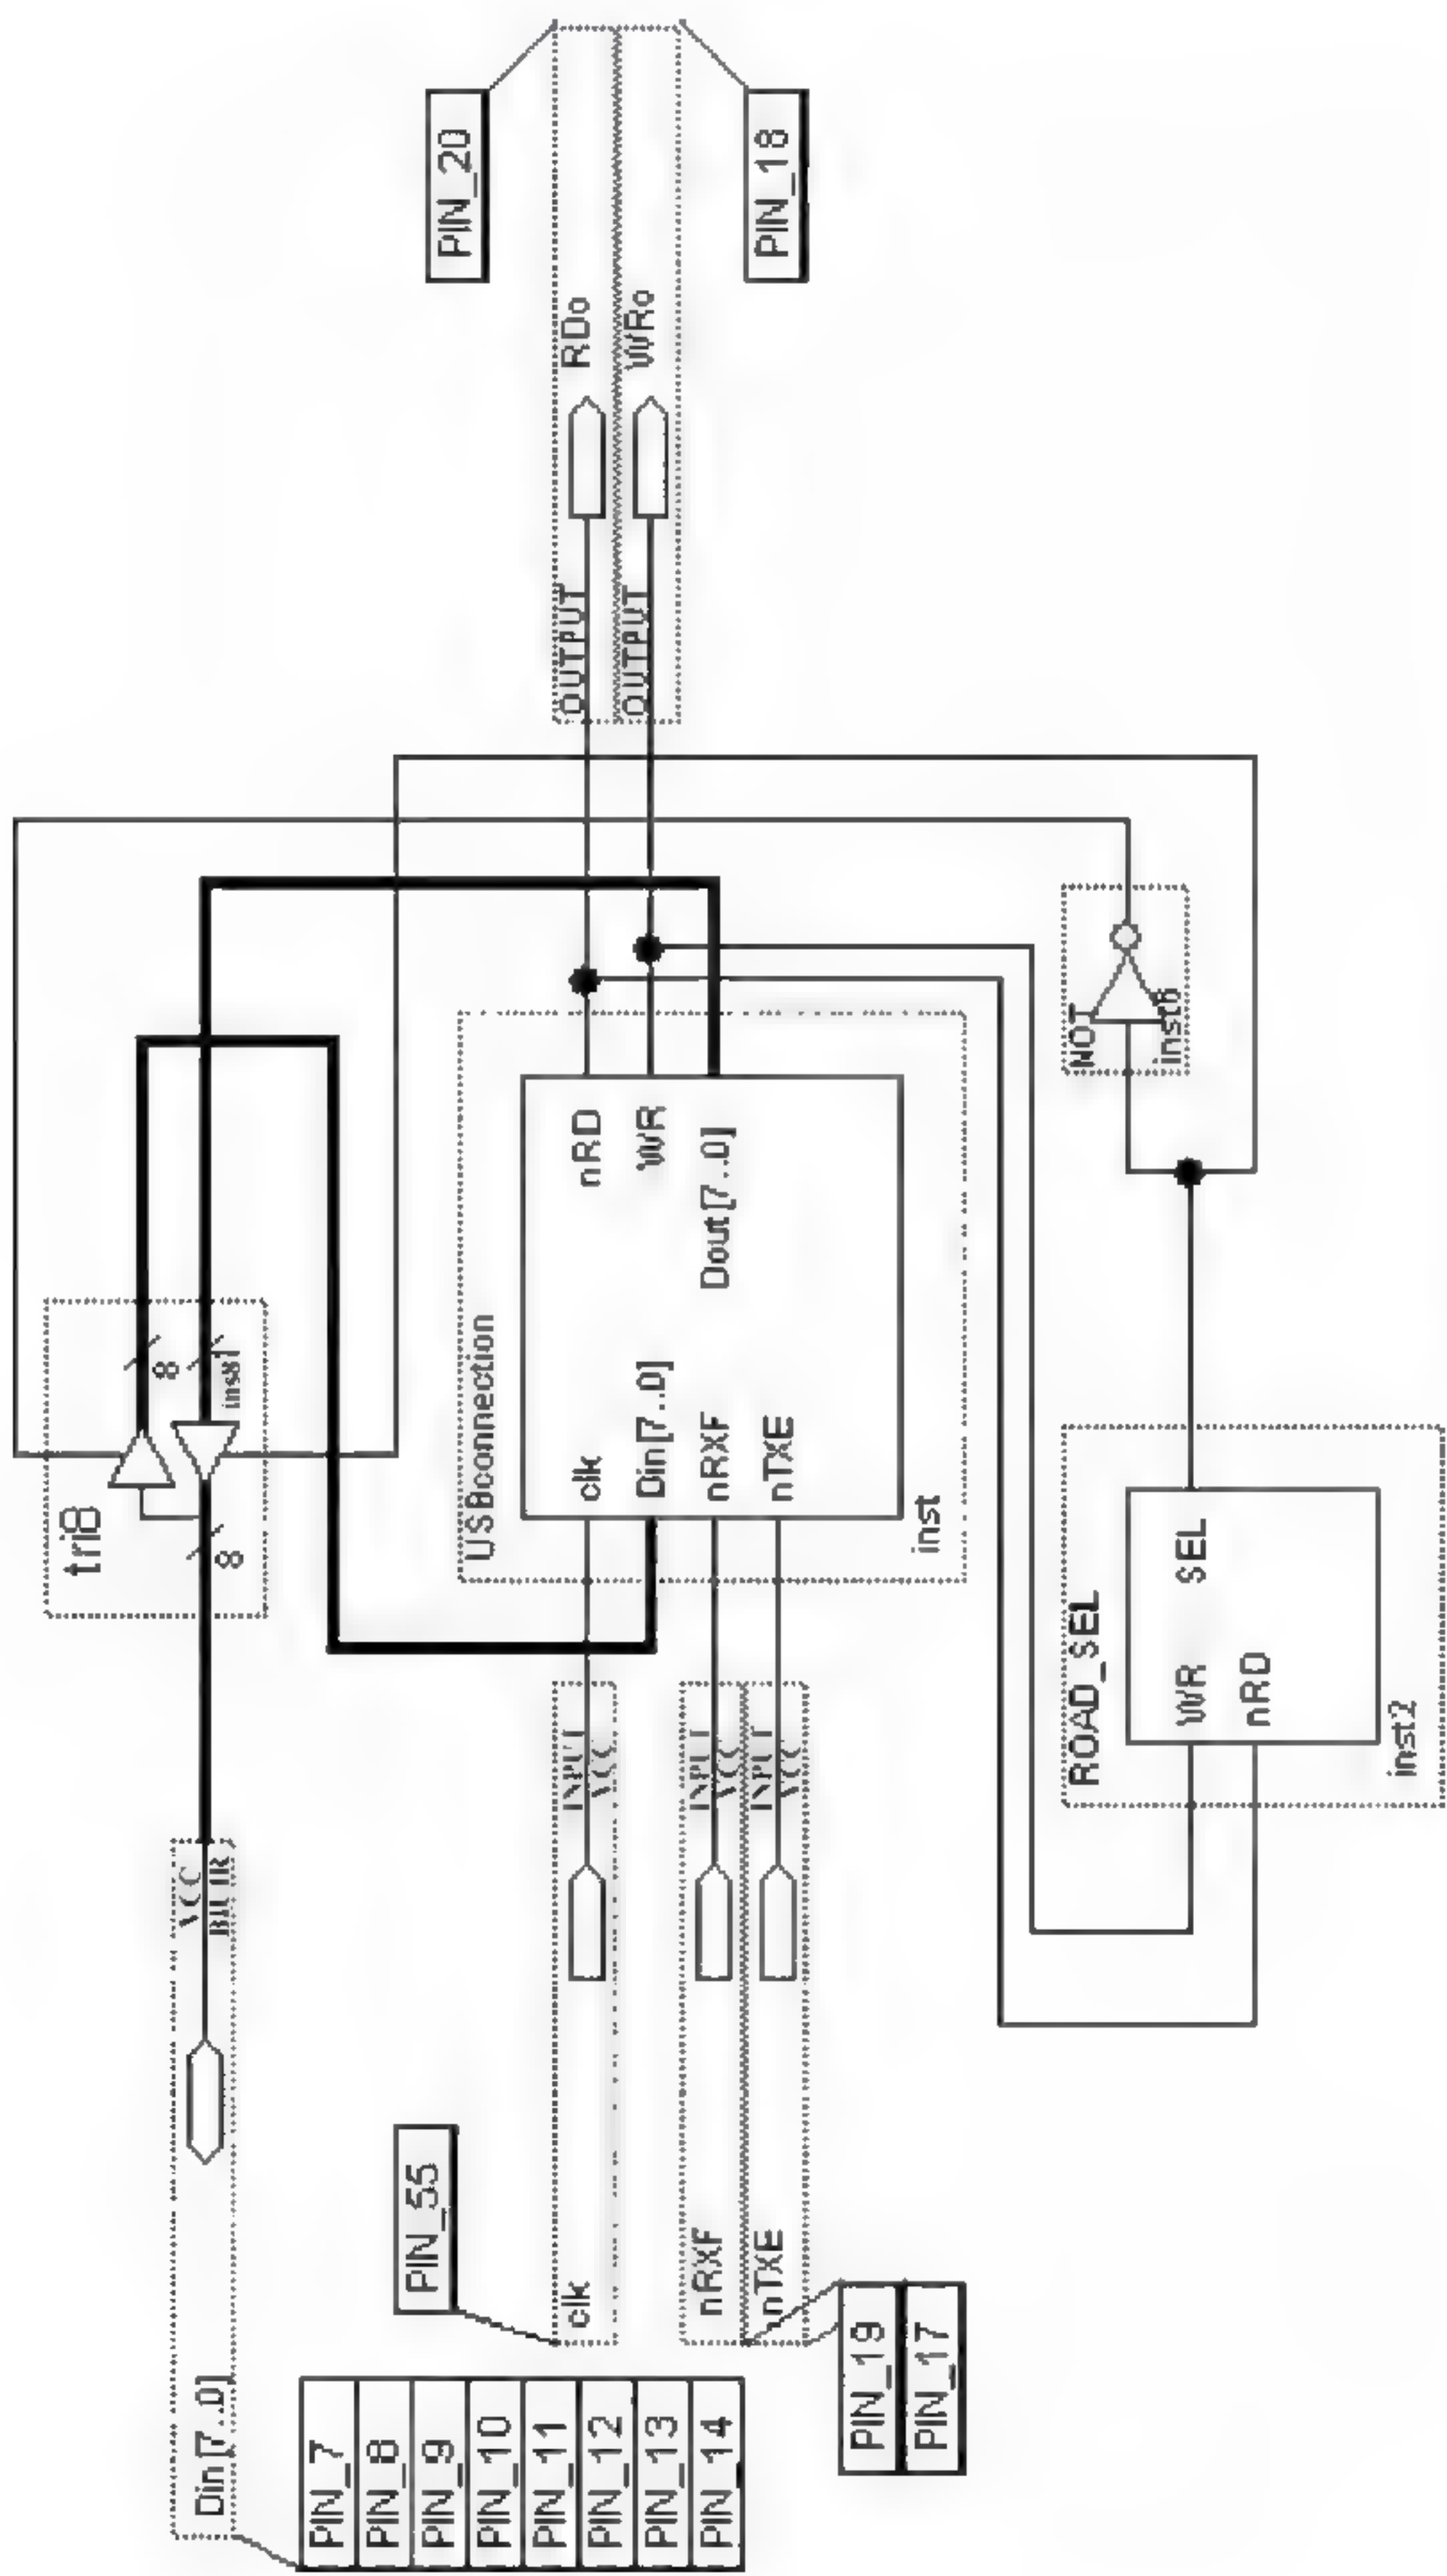 tri8
8
8
inst1
VCC
BIDIR
Din[7..0]
PIN_7
PIN_8
PIN_9
PIN_10
PIN_11
PIN_12
PIN_13
PIN_14
PIN_55
clk
INPUT
VCC
nRXF
INPUT
VCC
nTXE
INPUT
VCC
PIN_19
PIN_17
USBconnection
clk
Din[7..0]
nRXF
nTXE
nRD
WR
Dout[7..0]
inst
OUTPUT
RDo
OUTPUT
WRo
PIN_20
PIN_18
ROAD_SEL
WR
SEL
nRD
inst2
NOT
inst6